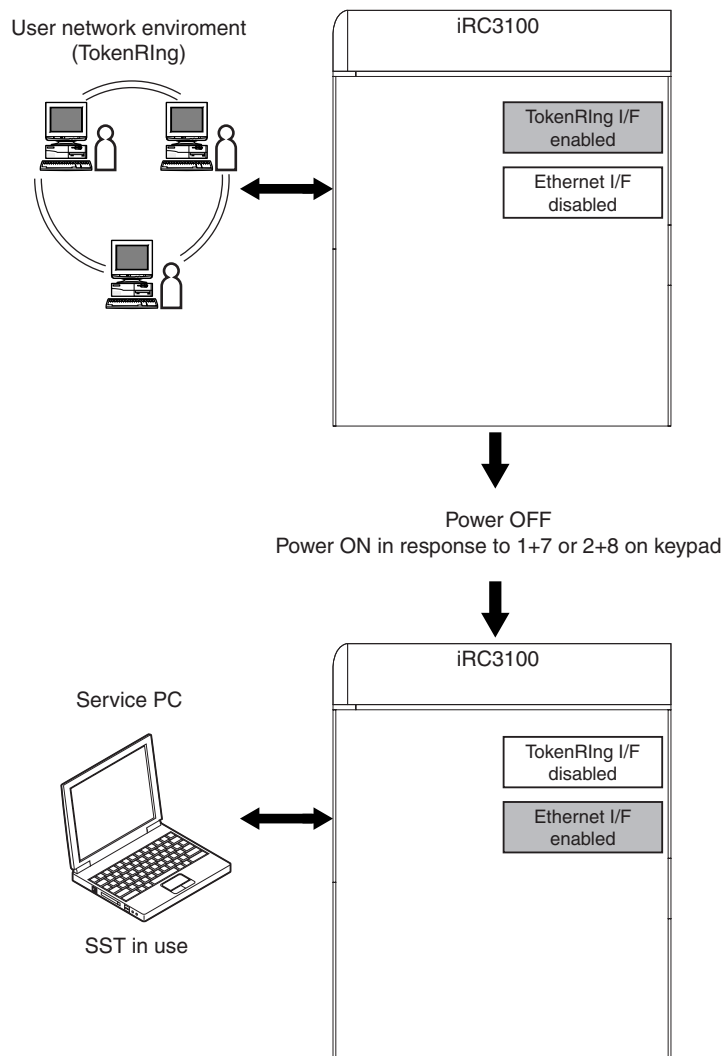 User network enviroment
(TokenRIng)
iRC3100
TokenRIng I/F
enabled
Ethernet I/F
disabled
Power OFF
Power ON in response to 1+7 or 2+8 on keypad
iRC3100
Service PC
TokenRIng I/F
disabled
Ethernet I/F
enabled
SST in use